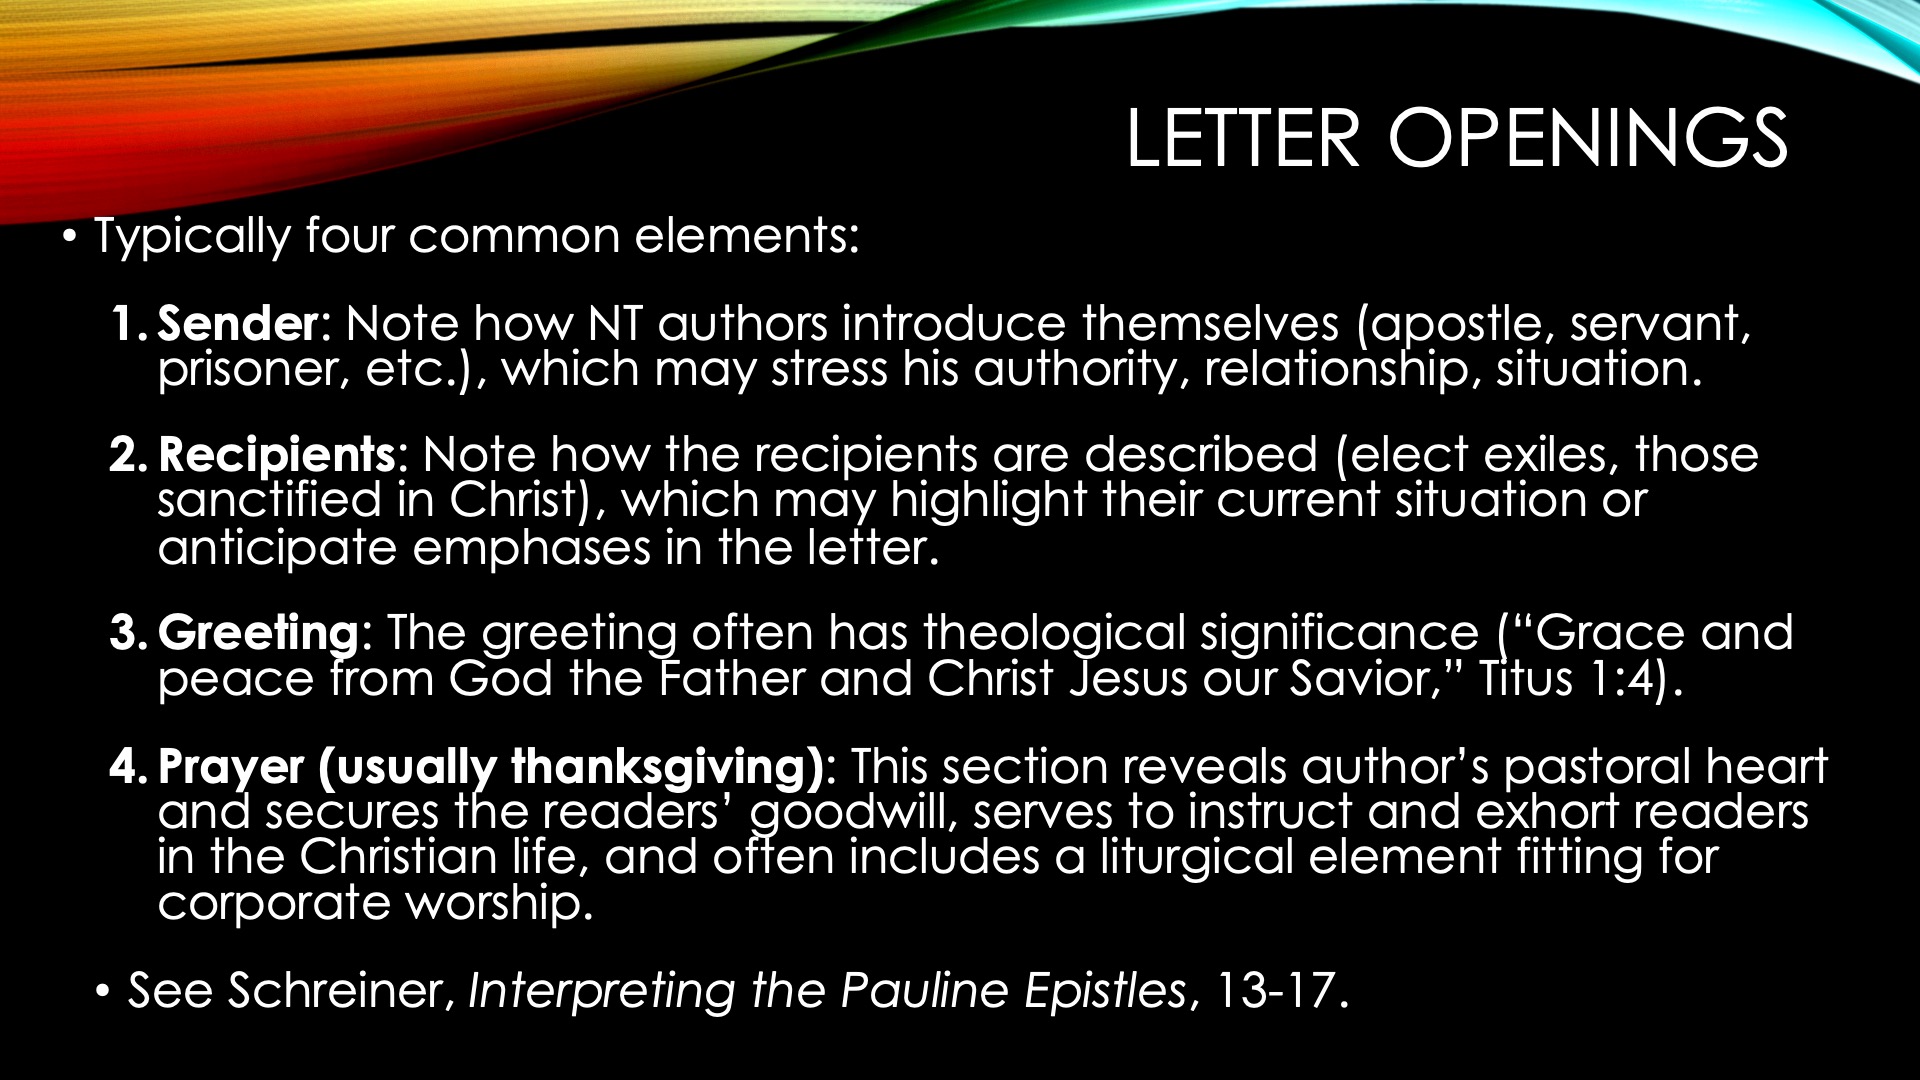 LETTER OPENINGS
• Typically four common elements:
1. Sender: Note how NT authors introduce themselves (apostle, servant,
prisoner, etc.), which may stress his authority, relationship, situation.
2. Recipients: Note how the recipients are described (elect exiles, those
sanctified in Christ), which may highlight their current situation or
anticipate emphases in the letter.
3. Greeting: The greeting often has theological significance (“Grace and
peace from God the Father and Christ Jesus our Savior,” Titus 1:4).
4. Prayer (usually thanksgiving): This section reveals author’s pastoral heart
and secures the readers’ goodwill, serves to instruct and exhort readers
in the Christian life, and often includes a liturgical element fitting for
corporate worship.
• See Schreiner, Interpreting the Pauline Epistles, 13-17.